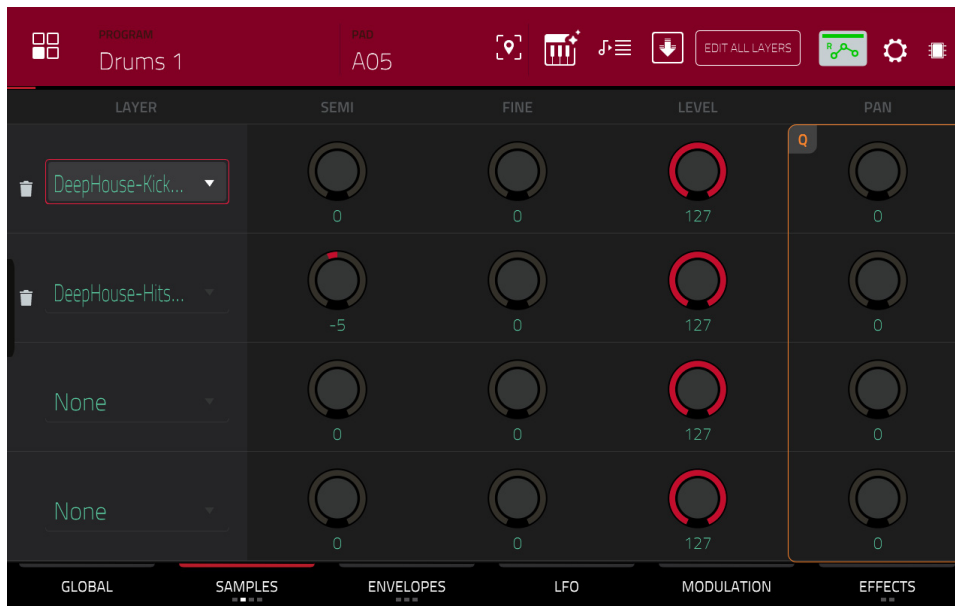 PROGRAM PAD
Drums 1 A05 EDIT ALL LAYERS R
LAYER SEMI FINE LEVEL PAN
Q
DeepHouse-Kick...
0 0 127 0
DeepHouse-Hits...
-5 0 127 0
None
0 0 127 0
None
0 0 127 0
GLOBAL SAMPLES ENVELOPES LFO MODULATION EFFECTS